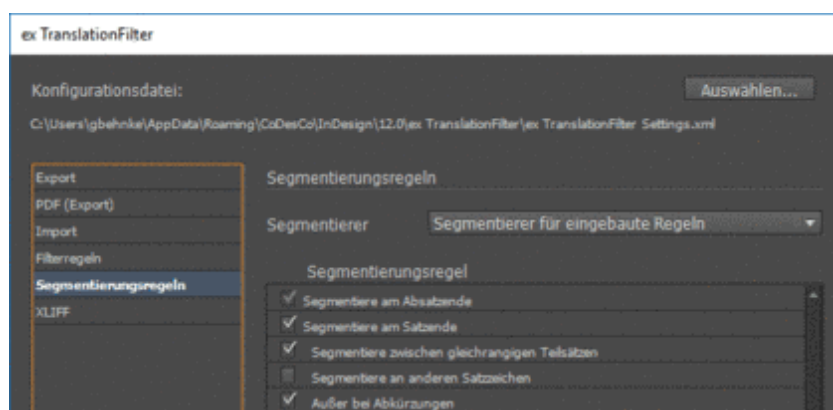 ex TranslationFilter
Konfigurationsdatei:
Auswählen...
C:\Users\gbehnke\AppData\Roaming\CoDesCo\InDesign\12.0\ex TranslationFilter\ex TranslationFilter Settings.xml
Export
PDF (Export)
Import
Filterregeln
Segmentierungsregeln
XLIFF
Segmentierungsregeln
Segmentierer
Segmentierer für eingebaute Regeln
Segmentierungsregel
Segmentiere am Absatzende
Segmentiere am Satzende
Segmentiere zwischen gleichrangigen Teilsätzen
Segmentiere an anderen Satzzeichen
Außer bei Abkürzungen